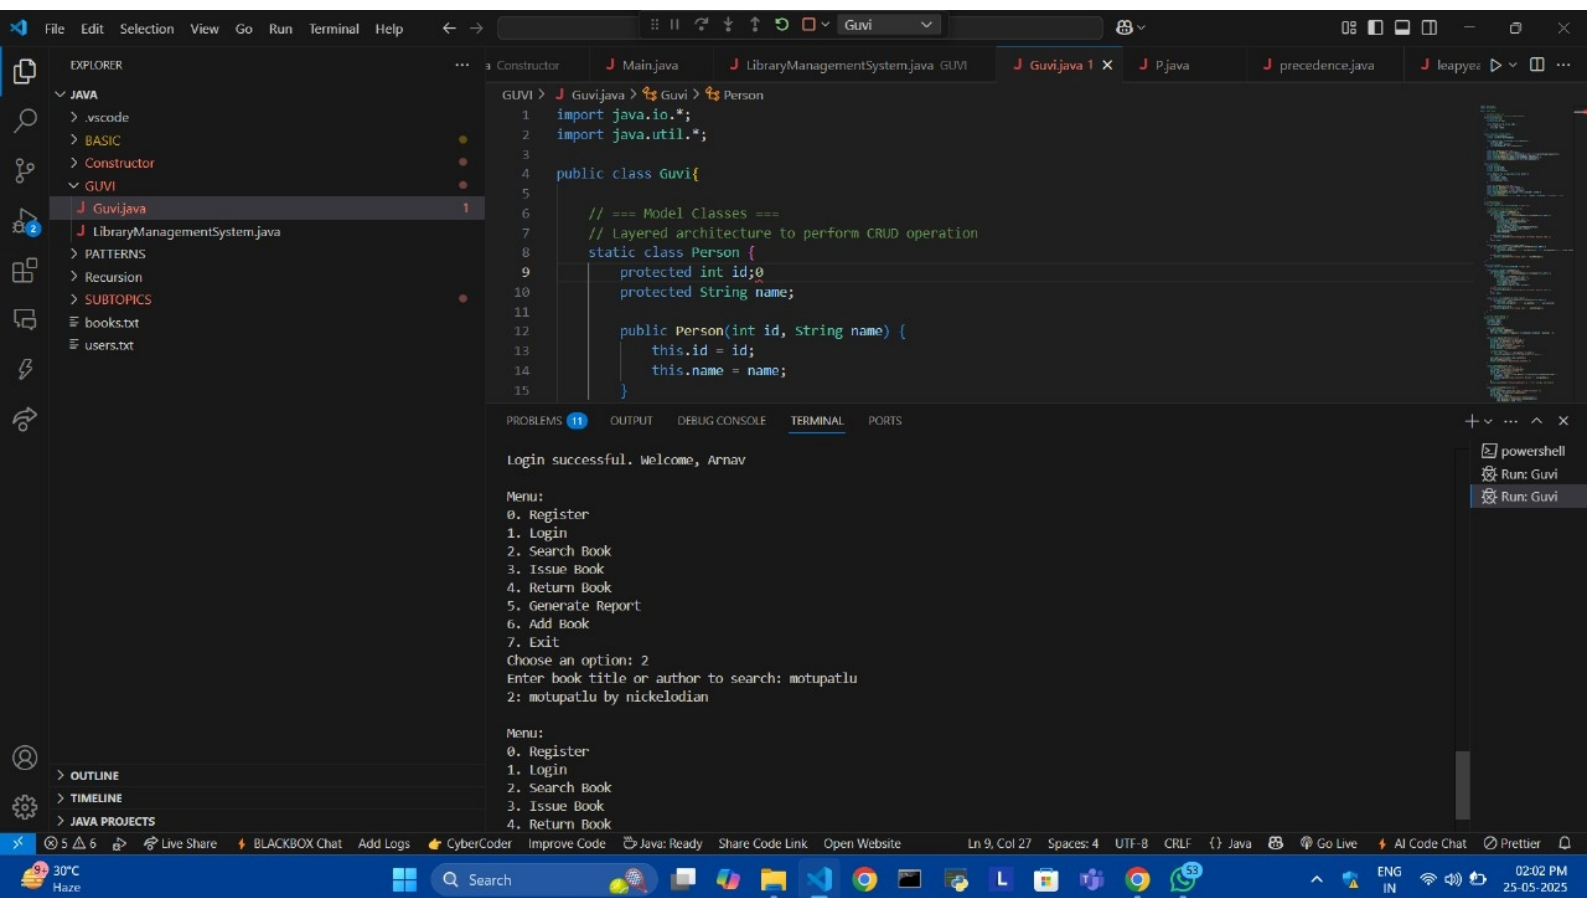 File Edit Selection View Go Run Terminal Help
Guvi
EXPLORER
JAVA
.vscode
BASIC
Constructor
GUVI
Guvi.java 1
LibraryManagementSystem.java
PATTERNS
Recursion
SUBTOPICS
books.txt
users.txt
OUTLINE
TIMELINE
JAVA PROJECTS
Constructor J Main.java J LibraryManagementSystem.java GUVI J Guvi.java 1 J P.java J precedence.java J leapyea
GUVI > J Guvi.java > Guvi > Person
1 import java.io.*;
2 import java.util.*;
3
4 public class Guvi{
5
6 // === Model Classes ===
7 // Layered architecture to perform CRUD operation
8 static class Person {
9 protected int id;0
10 protected String name;
11
12 public Person(int id, String name) {
13 this.id = id;
14 this.name = name;
15 }
PROBLEMS 11 OUTPUT DEBUG CONSOLE TERMINAL PORTS
Login successful. Welcome, Arnav
Menu:
0. Register
1. Login
2. Search Book
3. Issue Book
4. Return Book
5. Generate Report
6. Add Book
7. Exit
Choose an option: 2
Enter book title or author to search: motupatlu
2: motupatlu by nickelodian
Menu:
0. Register
1. Login
2. Search Book
3. Issue Book
4. Return Book
powershell
Run: Guvi
Run: Guvi
5 6 Live Share BLACKBOX Chat Add Logs CyberCoder Improve Code Java: Ready Share Code Link Open Website Ln 9, Col 27 Spaces: 4 UTF-8 CRLF {} Java Go Live AI Code Chat Prettier
9+ 30°C
Haze
Search
53
ENG
IN
02:02 PM
25-05-2025